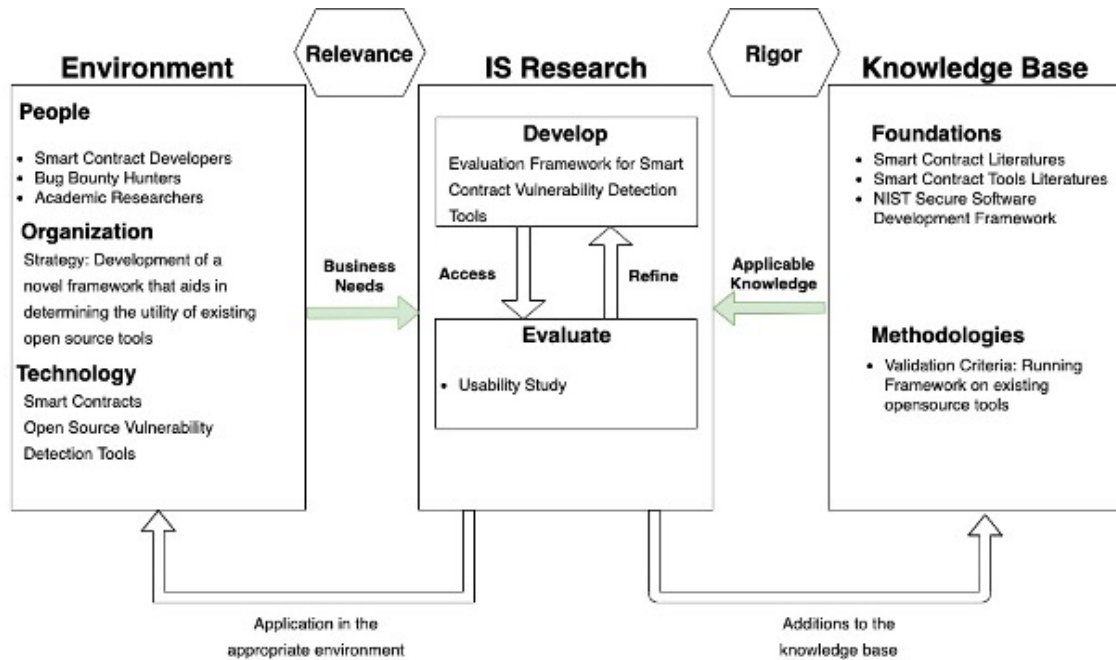 Relevance
Rigor
Environment
IS Research
Knowledge Base
People
• Smart Contract Developers
• Bug Bounty Hunters
• Academic Researchers
Organization
Strategy: Development of a
novel framework that aids in
determining the utility of existing
open source tools
Technology
Smart Contracts
Open Source Vulnerability
Detection Tools
Business
Needs
Develop
Evaluation Framework for Smart
Contract Vulnerability Detection
Tools
Access
Refine
Evaluate
• Usability Study
Applicable
Knowledge
Foundations
• Smart Contract Literatures
• Smart Contract Tools Literatures
• NIST Secure Software
Development Framework
Methodologies
• Validation Criteria: Running
Framework on existing
opensource tools
Application in the
appropriate environment
Additions to the
knowledge base